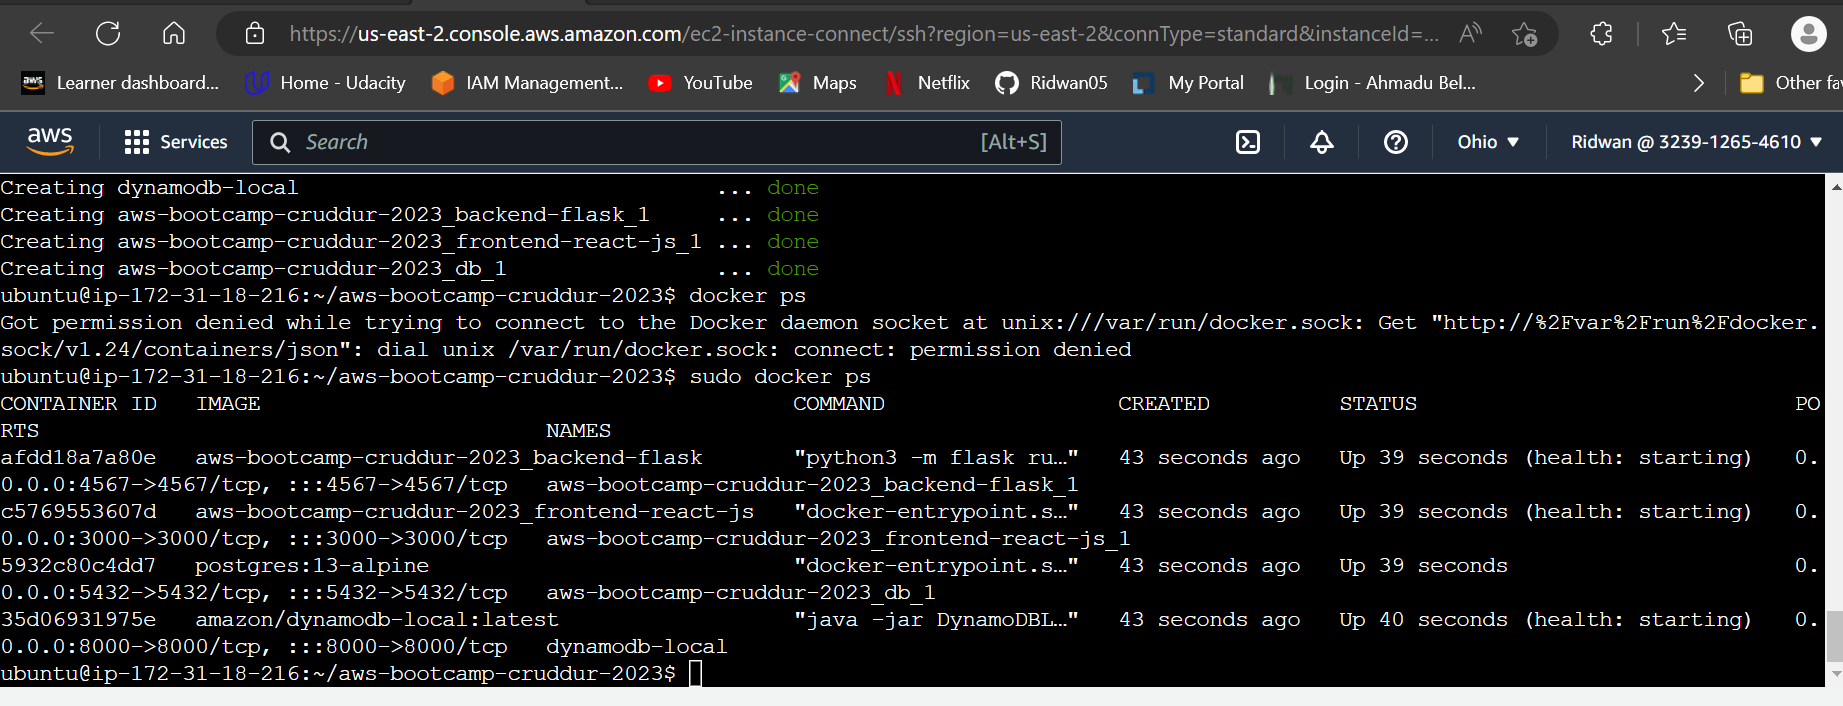 https://us-east-2.console.aws.amazon.com/ec2-instance-connect/ssh?region=us-east-2&connType=standard&instanceId=...
aws Learner dashboard... Home - Udacity IAM Management... YouTube Maps Netflix Ridwan05 My Portal Login - Ahmadu Bel... Other fa
aws Services Search [Alt+S] Ohio Ridwan @ 3239-1265-4610
Creating dynamodb-local ... done
Creating aws-bootcamp-cruddur-2023_backend-flask_1 ... done
Creating aws-bootcamp-cruddur-2023_frontend-react-js_1 ... done
Creating aws-bootcamp-cruddur-2023_db_1 ... done
ubuntu@ip-172-31-18-216:~/aws-bootcamp-cruddur-2023$ docker ps
Got permission denied while trying to connect to the Docker daemon socket at unix:///var/run/docker.sock: Get "http://%2Fvar%2Frun%2Fdocker.
sock/v1.24/containers/json": dial unix /var/run/docker.sock: connect: permission denied
ubuntu@ip-172-31-18-216:~/aws-bootcamp-cruddur-2023$ sudo docker ps
CONTAINER ID IMAGE COMMAND CREATED STATUS PO
RTS NAMES
afdd18a7a80e aws-bootcamp-cruddur-2023_backend-flask "python3 -m flask ru…" 43 seconds ago Up 39 seconds (health: starting) 0.
0.0.0:4567->4567/tcp, :::4567->4567/tcp aws-bootcamp-cruddur-2023_backend-flask_1
c5769553607d aws-bootcamp-cruddur-2023_frontend-react-js "docker-entrypoint.s…" 43 seconds ago Up 39 seconds (health: starting) 0.
0.0.0:3000->3000/tcp, :::3000->3000/tcp aws-bootcamp-cruddur-2023_frontend-react-js_1
5932c80c4dd7 postgres:13-alpine "docker-entrypoint.s…" 43 seconds ago Up 39 seconds 0.
0.0.0:5432->5432/tcp, :::5432->5432/tcp aws-bootcamp-cruddur-2023_db_1
35d06931975e amazon/dynamodb-local:latest "java -jar DynamoDBL…" 43 seconds ago Up 40 seconds (health: starting) 0.
0.0.0:8000->8000/tcp, :::8000->8000/tcp dynamodb-local
ubuntu@ip-172-31-18-216:~/aws-bootcamp-cruddur-2023$